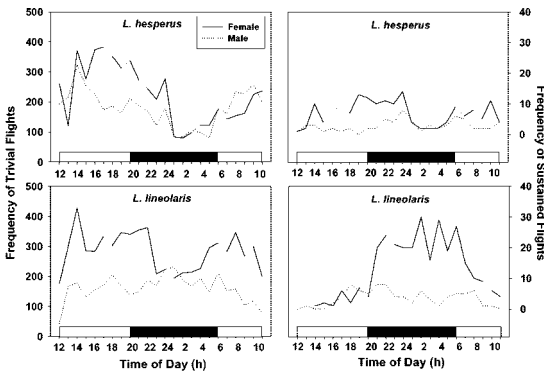 L. hesperus
Female
Male
500
400
300
200
100
0
12 14 16 18 20 22 24 2 4 6 8 10
L. hesperus
40
30
20
10
0
12 14 16 18 20 22 24 2 4 6 8 10
Frequency of Trivial Flights
Frequency of Sustained Flights
L. lineolaris
500
400
300
200
100
0
12 14 16 18 20 22 24 2 4 6 8 10
Time of Day (h)
L. lineolaris
40
30
20
10
0
12 14 16 18 20 22 24 2 4 6 8 10
Time of Day (h)